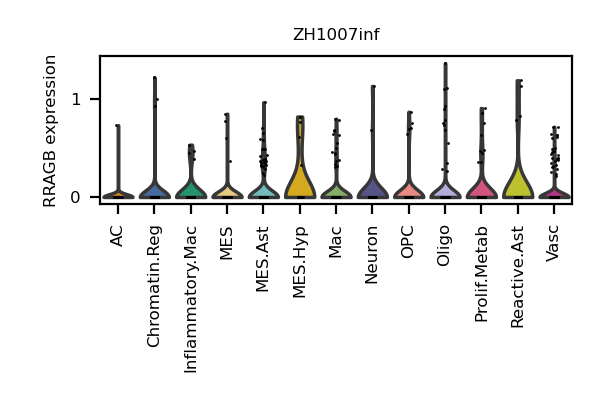 ZH1007inf
RRAGB expression
1
0
AC
Chromatin.Reg
Inflammatory.Mac
MES
MES.Ast
MES.Hyp
Mac
Neuron
OPC
Oligo
Prolif.Metab
Reactive.Ast
Vasc